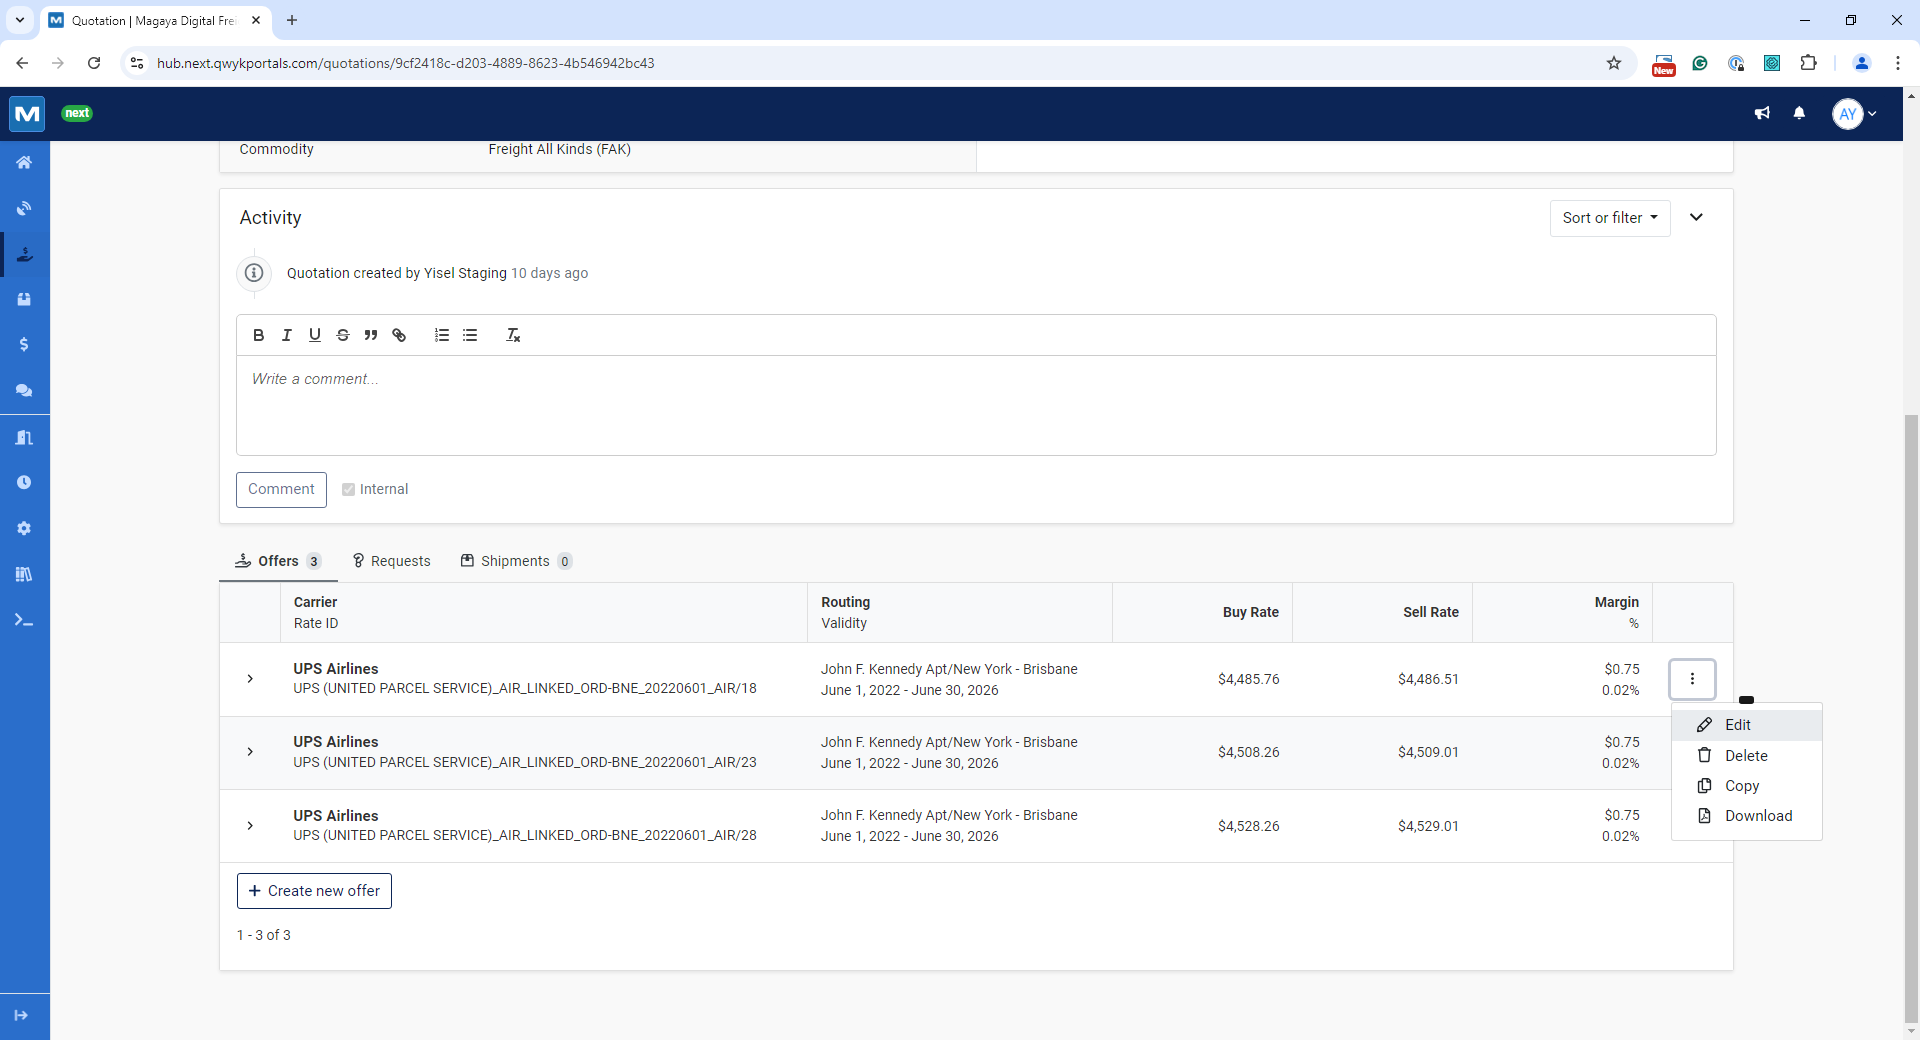 Quotation | Magaya Digital Frei
hub.next.qwykportals.com/quotations/9cf2418c-d203-4889-8623-4b546942bc43
New
next
AY
Commodity
Freight All Kinds (FAK)
Activity
Sort or filter
Quotation created by Yisel Staging 10 days ago
Write a comment...
Comment
Internal
Offers 3
Requests
Shipments 0
Carrier
Rate ID
Routing
Validity
Buy Rate
Sell Rate
Margin
%
UPS Airlines
UPS (UNITED PARCEL SERVICE)_AIR_LINKED_ORD-BNE_20220601_AIR/18
John F. Kennedy Apt/New York - Brisbane
June 1, 2022 - June 30, 2026
$4,485.76
$4,486.51
$0.75
0.02%
UPS Airlines
UPS (UNITED PARCEL SERVICE)_AIR_LINKED_ORD-BNE_20220601_AIR/23
John F. Kennedy Apt/New York - Brisbane
June 1, 2022 - June 30, 2026
$4,508.26
$4,509.01
$0.75
0.02%
UPS Airlines
UPS (UNITED PARCEL SERVICE)_AIR_LINKED_ORD-BNE_20220601_AIR/28
John F. Kennedy Apt/New York - Brisbane
June 1, 2022 - June 30, 2026
$4,528.26
$4,529.01
$0.75
0.02%
Edit
Delete
Copy
Download
Create new offer
1 - 3 of 3